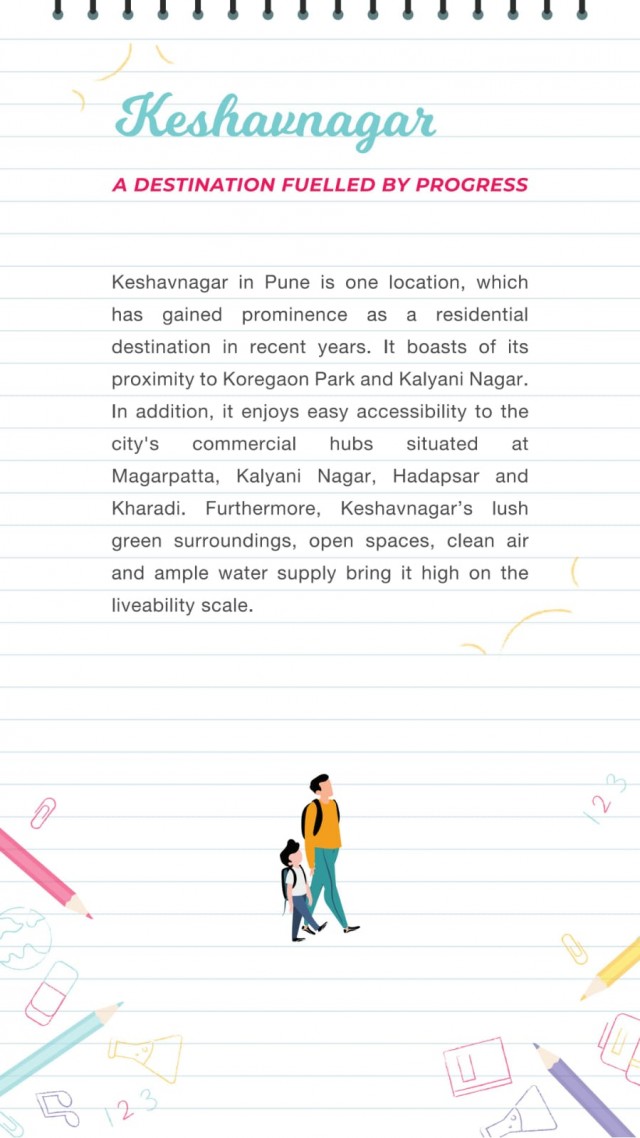 Keshavnagar
A DESTINATION FUELLED BY PROGRESS
Keshavnagar in Pune is one location, which
has gained prominence as a residential
destination in recent years. It boasts of its
proximity to Koregaon Park and Kalyani Nagar.
In addition, it enjoys easy accessibility to the
city's commercial hubs situated at
Magarpatta, Kalyani Nagar, Hadapsar and
Kharadi. Furthermore, Keshavnagar’s lush
green surroundings, open spaces, clean air
and ample water supply bring it high on the
liveability scale.
123
123